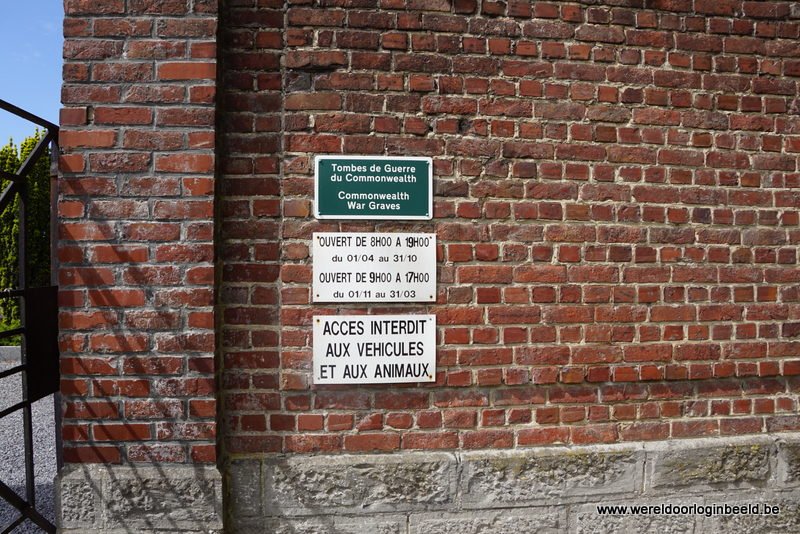 Tombes de Guerre
du Commonwealth
Commonwealth
War Graves
"OUVERT DE 8H00 A 19H00"
du 01/04 au 31/10
OUVERT DE 9H00 A 17H00
du 01/11 au 31/03
ACCES INTERDIT
AUX VEHICULES
ET AUX ANIMAUX
www.wereldoorloginbeeld.be